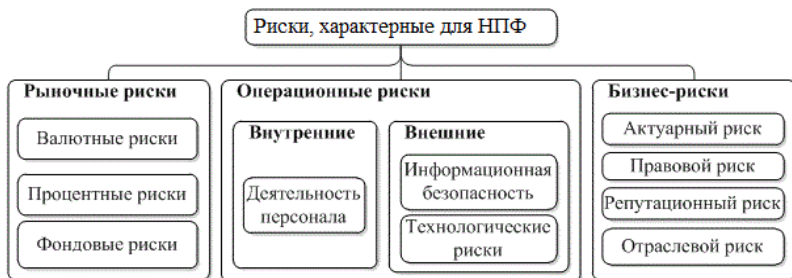 Риски, характерные для НПФ
Рыночные риски
Валютные риски
Процентные риски
Фондовые риски
Операционные риски
Внутренние
Деятельность
персонала
Внешние
Информационная
безопасность
Технологические
риски
Бизнес-риски
Актуарный риск
Правовой риск
Репутационный риск
Отраслевой риск